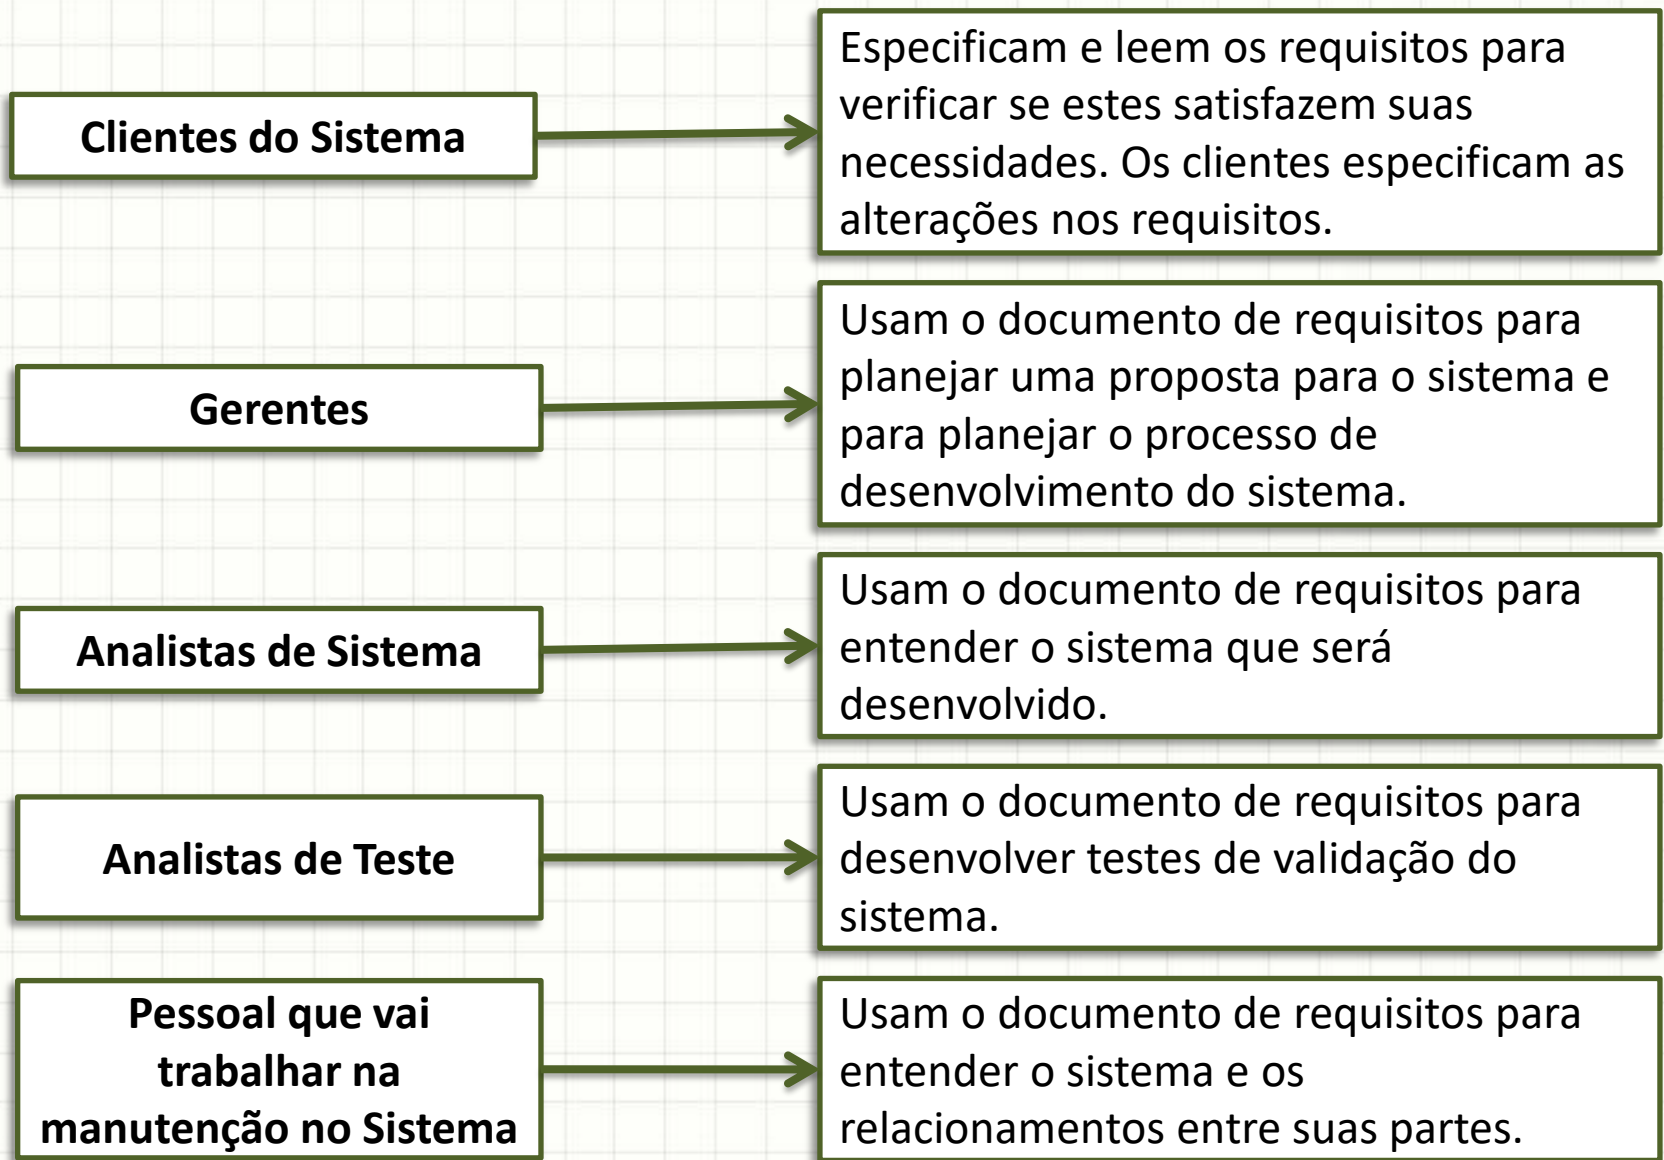 Clientes do Sistema
Especificam e leem os requisitos para
verificar se estes satisfazem suas
necessidades. Os clientes especificam as
alterações nos requisitos.
Gerentes
Usam o documento de requisitos para
planejar uma proposta para o sistema e
para planejar o processo de
desenvolvimento do sistema.
Analistas de Sistema
Usam o documento de requisitos para
entender o sistema que será
desenvolvido.
Analistas de Teste
Usam o documento de requisitos para
desenvolver testes de validação do
sistema.
Pessoal que vai
trabalhar na
manutenção no Sistema
Usam o documento de requisitos para
entender o sistema e os
relacionamentos entre suas partes.